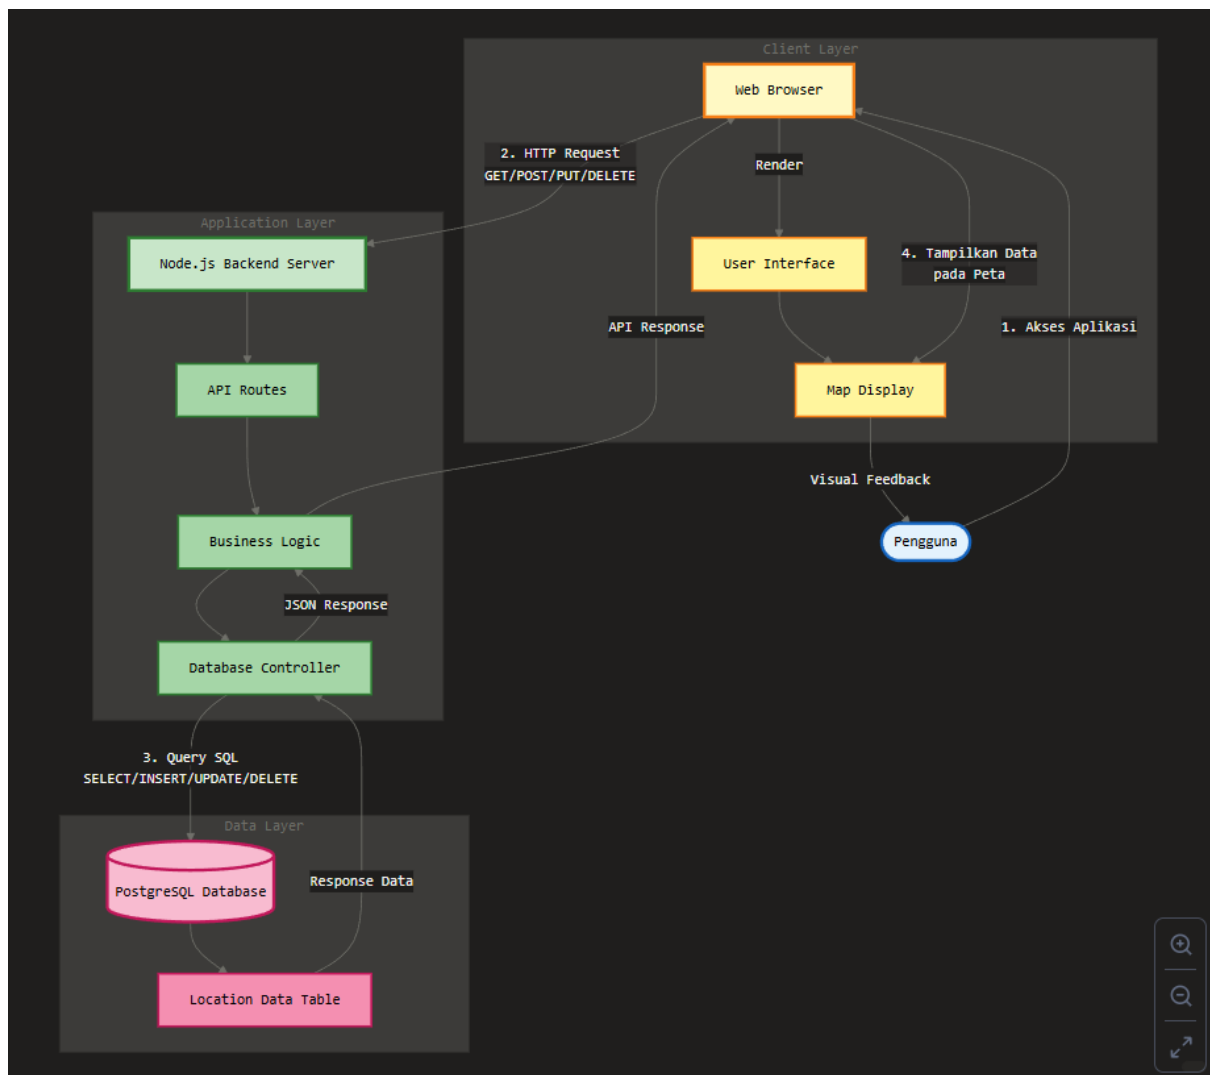 Client Layer
Web Browser
2. HTTP Request
GET/POST/PUT/DELETE
Render
Application Layer
Node.js Backend Server
User Interface
4. Tampilkan Data
pada Peta
API Response
1. Akses Aplikasi
API Routes
Map Display
Visual Feedback
Business Logic
Pengguna
JSON Response
Database Controller
3. Query SQL
SELECT/INSERT/UPDATE/DELETE
Data Layer
PostgreSQL Database
Response Data
Location Data Table